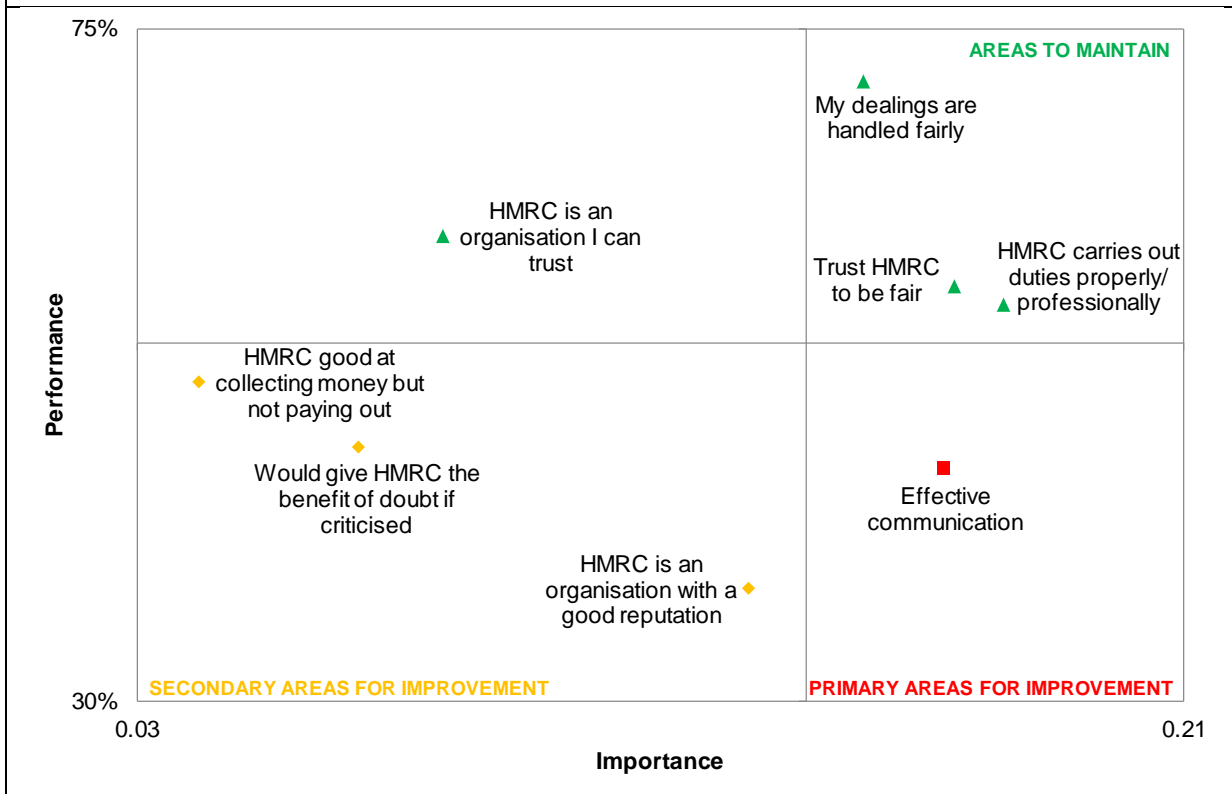 75%
AREAS TO MAINTAIN
My dealings are
handled fairly
HMRC is an
organisation I can
trust
Trust HMRC
to be fair
HMRC carries out
duties properly/
professionally
Performance
HMRC good at
collecting money but
not paying out
Would give HMRC the
benefit of doubt if
criticised
Effective
communication
HMRC is an
organisation with a
good reputation
SECONDARY AREAS FOR IMPROVEMENT
PRIMARY AREAS FOR IMPROVEMENT
30%
0.03
0.21
Importance